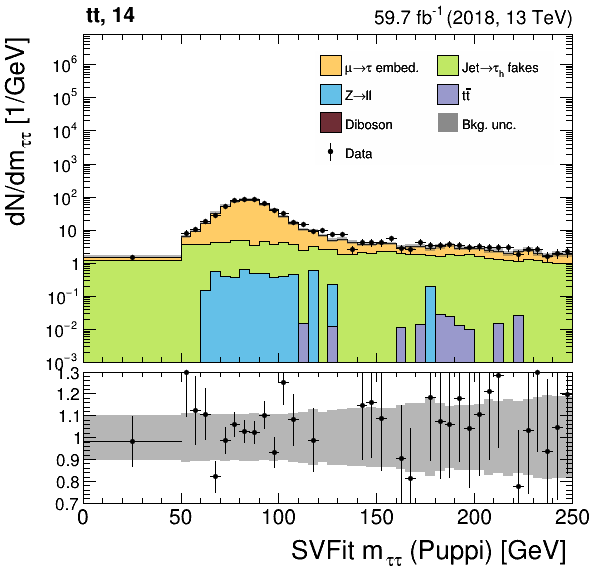 tt, 14
59.7 fb⁻¹ (2018, 13 TeV)
dN/dm_ττ [1/GeV]
μ→τ embed.
Jet→τ_h fakes
Z→ll
tt̄
Diboson
Bkg. unc.
Data
10⁶
10⁵
10⁴
10³
10²
10
1
10⁻¹
10⁻²
10⁻³
1.3
1.2
1.1
1
0.9
0.8
0.7
0 50 100 150 200 250
SVFit m_ττ (Puppi) [GeV]